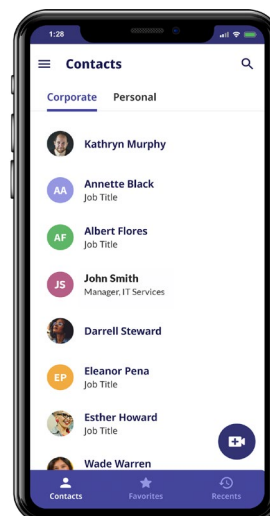 1:28
Contacts
Corporate Personal
Kathryn Murphy
AA
Annette Black
Job Title
AF
Albert Flores
Job Title
JS
John Smith
Manager, IT Services
Darrell Steward
EP
Eleanor Pena
Job Title
Esther Howard
Job Title
Wade Warren
Contacts Favorites Recents